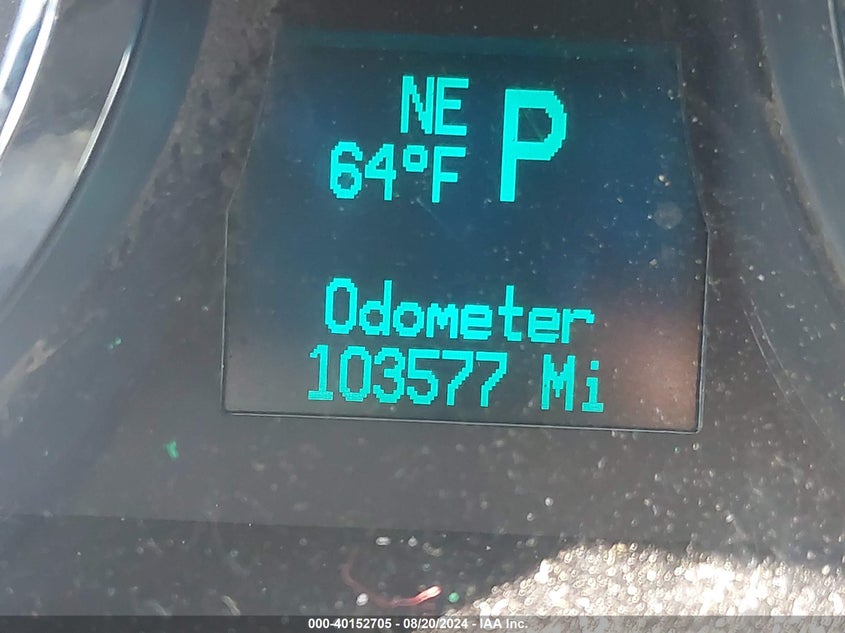 NE P
64°F
Odometer
103577 Mi
000-40152705 - 08/20/2024 - IAA Inc.